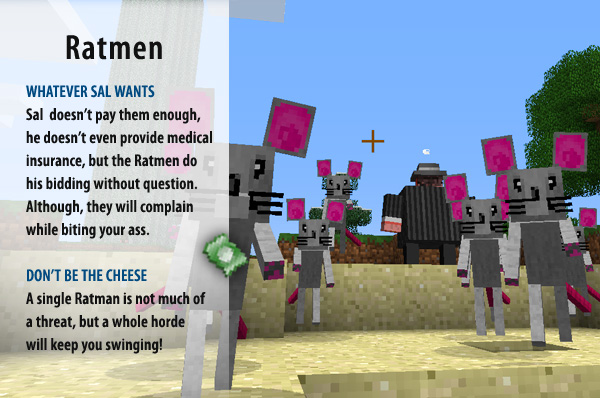 Ratmen
WHATEVER SAL WANTS
Sal doesn’t pay them enough,
he doesn’t even provide medical
insurance, but the Ratmen do
his bidding without question.
Although, they will complain
while biting your ass.
DON’T BE THE CHEESE
A single Ratman is not much of
a threat, but a whole horde
will keep you swinging!